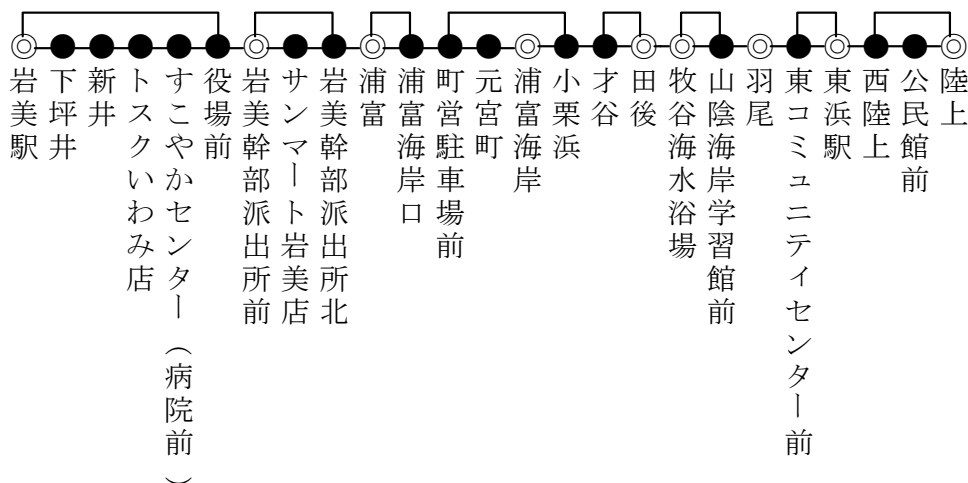 岩美駅
下坪井
新井
トスクいわみ店
すこやかセンター（病院前）
役場前
岩美幹部派出所前
サンマート岩美店
岩美幹部派出所北
浦富
浦富海岸口
町営駐車場前
元宮町
浦富海岸
小栗浜
才谷
田後
牧谷海水浴場
山陰海岸学習館前
羽尾
東コミュニティセンター前
東浜駅
西陸上
公民館前
陸上